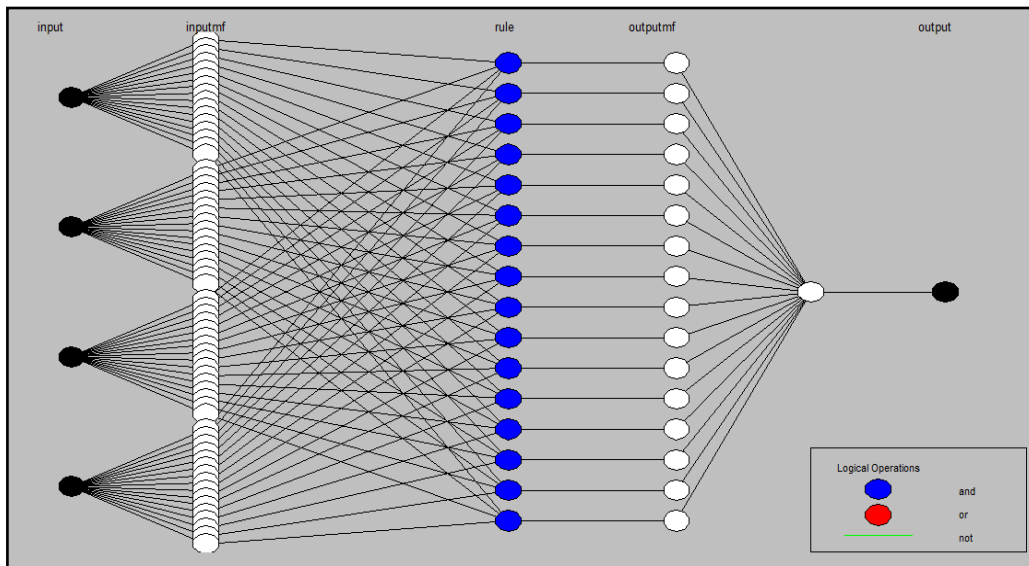 input inputmf rule outputmf output
Logical Operations
and
or
not